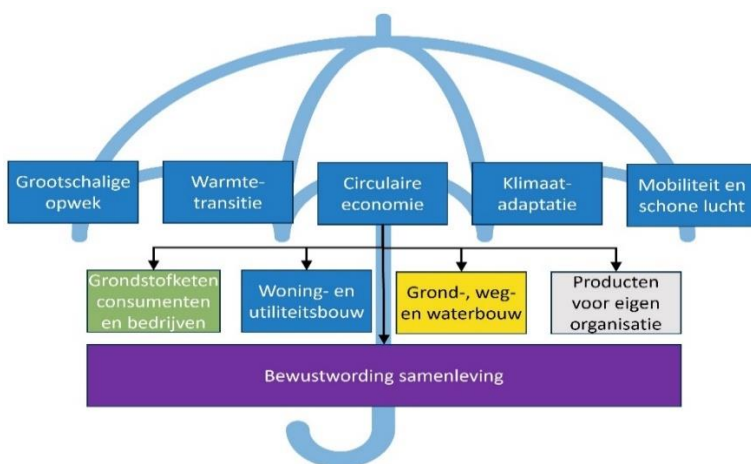 Grootschalige
opwek
Warmte-
transitie
Circulaire
economie
Klimaat-
adaptatie
Mobiliteit en
schone lucht
Grondstofketen
consumenten
en bedrijven
Woning- en
utiliteitsbouw
Grond-, weg-
en waterbouw
Producten
voor eigen
organisatie
Bewustwording samenleving